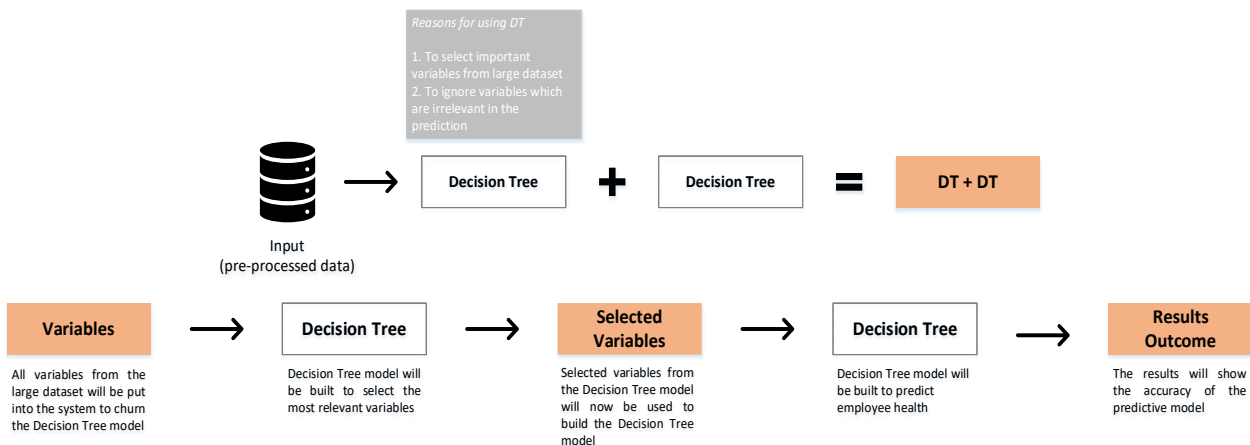 Reasons for using DT
1. To select important
variables from large dataset
2. To ignore variables which
are irrelevant in the
prediction
Decision Tree
+
Decision Tree
=
DT + DT
Input
(pre-processed data)
Variables
Decision Tree
Selected
Variables
Decision Tree
Results
Outcome
All variables from the
large dataset will be put
into the system to churn
the Decision Tree model
Decision Tree model will
be built to select the
most relevant variables
Selected variables from
the Decision Tree model
will now be used to
build the Decision Tree
model
Decision Tree model will
be built to predict
employee health
The results will show
the accuracy of the
predictive model